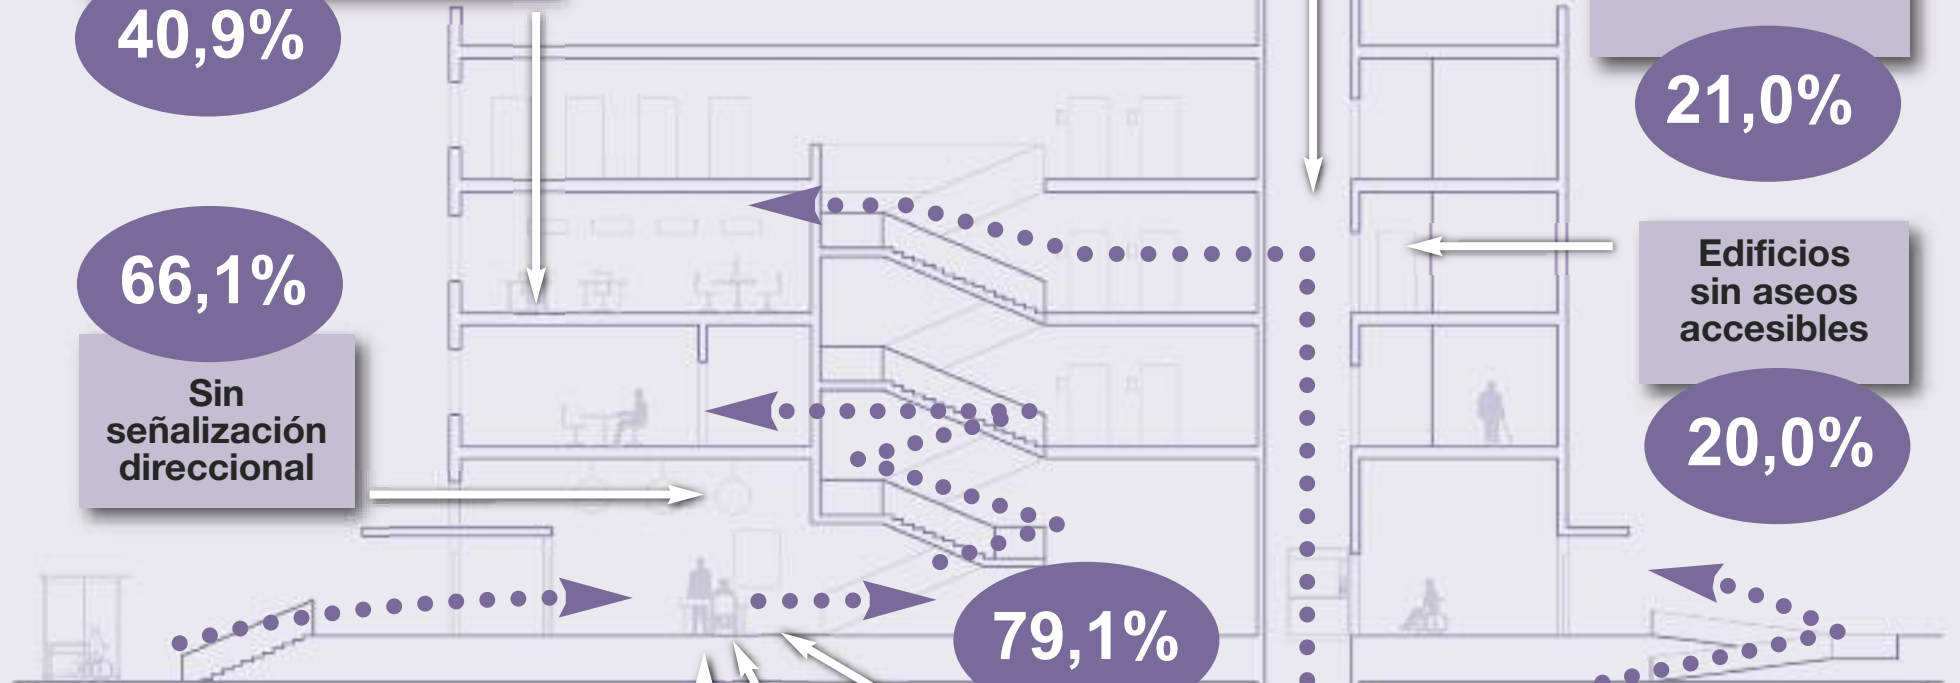 40,9%
66,1%
Sin
señalización
direccional
79,1%
21,0%
Edificios
sin aseos
accesibles
20,0%